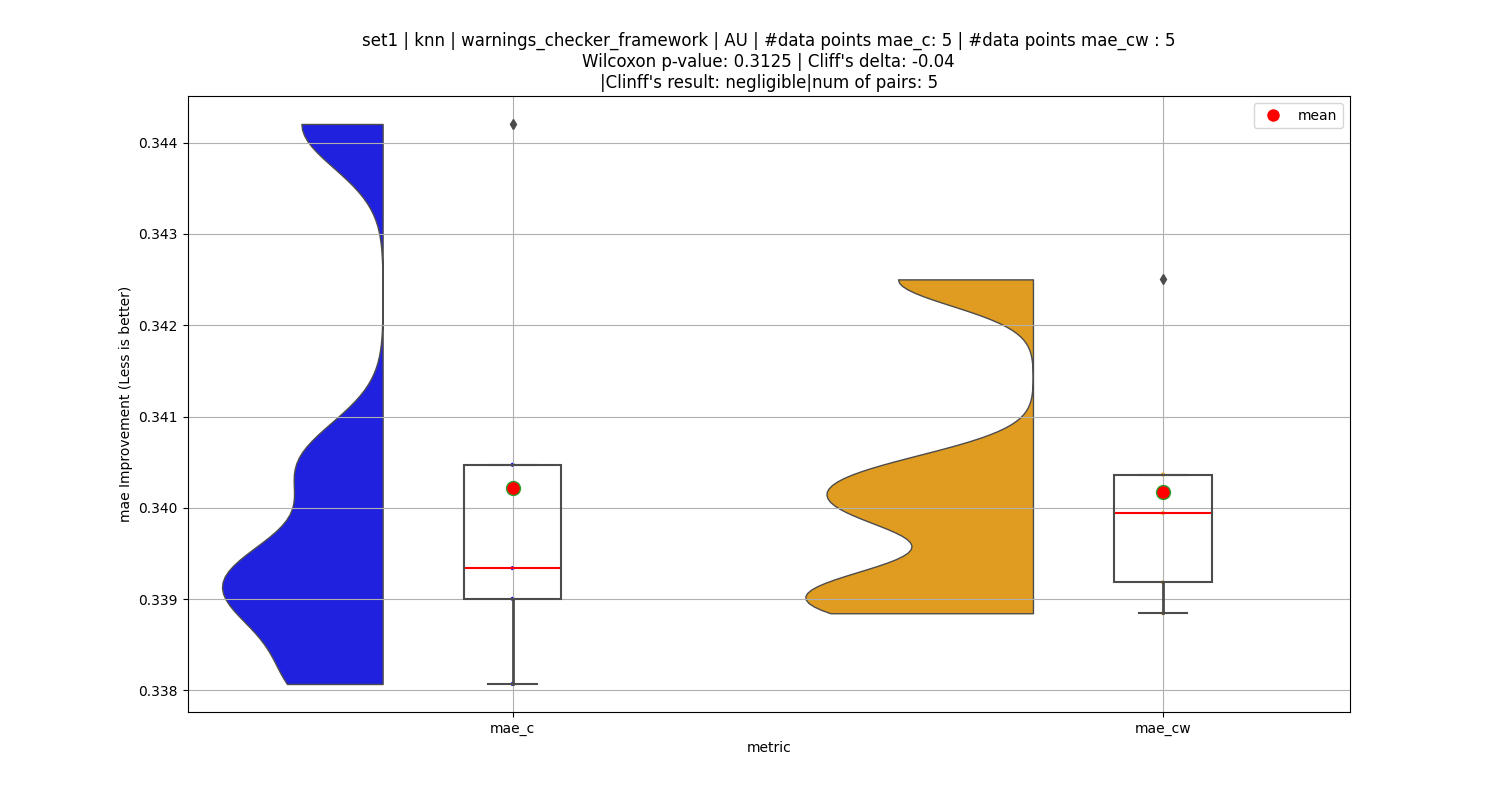 set1 | knn | warnings_checker_framework | AU | #data points mae_c: 5 | #data points mae_cw : 5
Wilcoxon p-value: 0.3125 | Cliff's delta: -0.04
|Clinff's result: negligible|num of pairs: 5
mean
0.344
0.343
0.342
0.341
0.340
0.339
0.338
mae Improvement (Less is better)
mae_c
mae_cw
metric